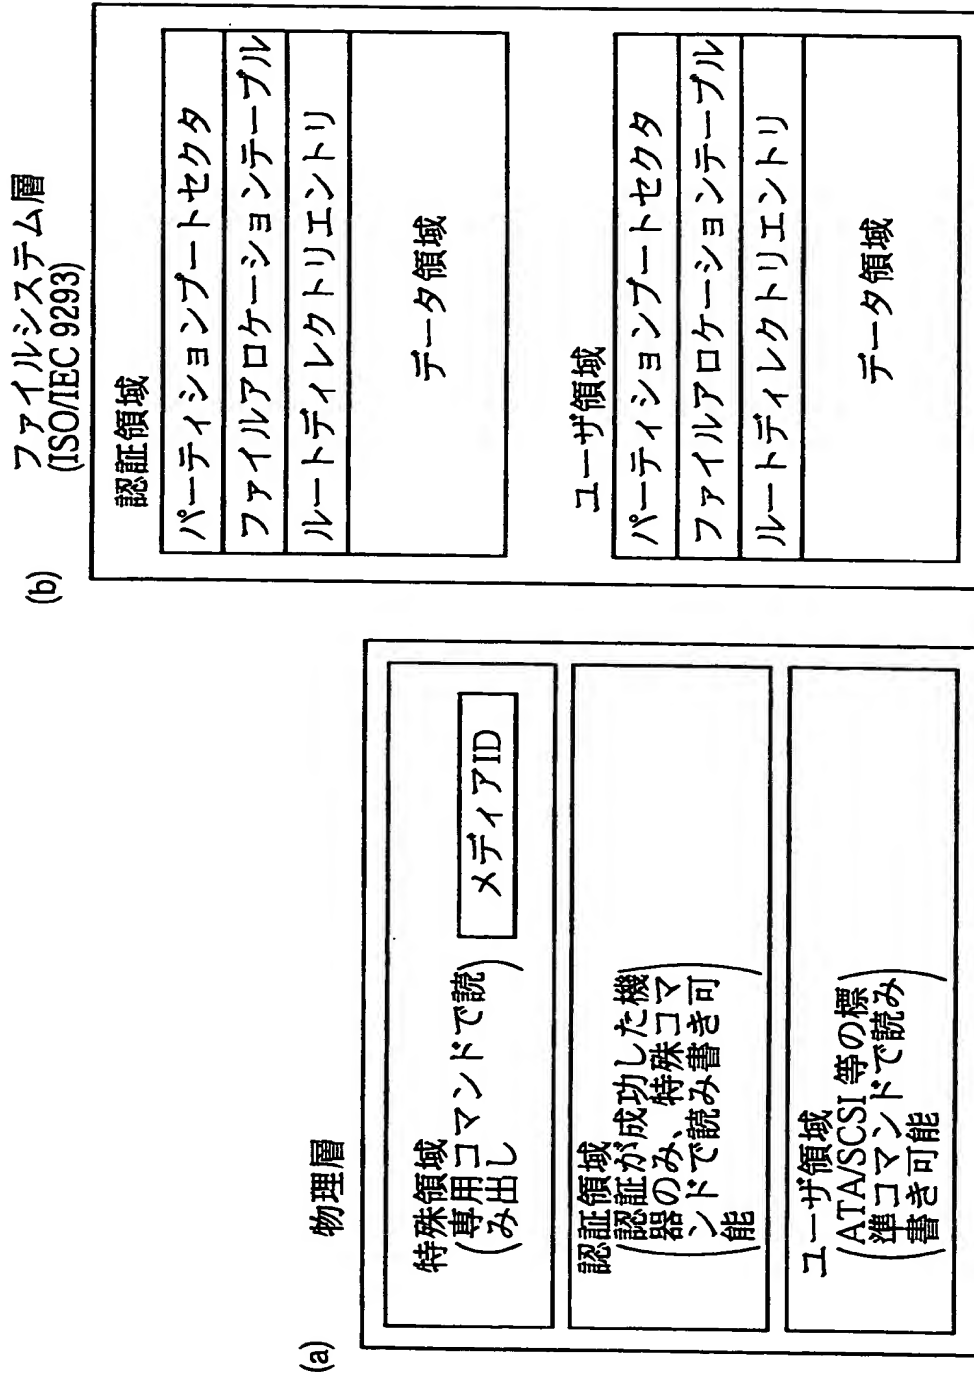 (a)
物理層
特殊領域
(専用コマンドで読
み出し)
メディアID
認証領域
(認証が成功した機
器のみ、特殊コマ
ンドで読み書き可
能)
ユーザ領域
(ATA/SCSI等の標
準コマンドで読み
書き可能)
(b)
ファイルシステム層
(ISO/IEC 9293)
認証領域
パーティションブートセクタ
ファイルアロケーションテーブル
ルートディレクトリエントリ
データ領域
ユーザ領域
パーティションブートセクタ
ファイルアロケーションテーブル
ルートディレクトリエントリ
データ領域